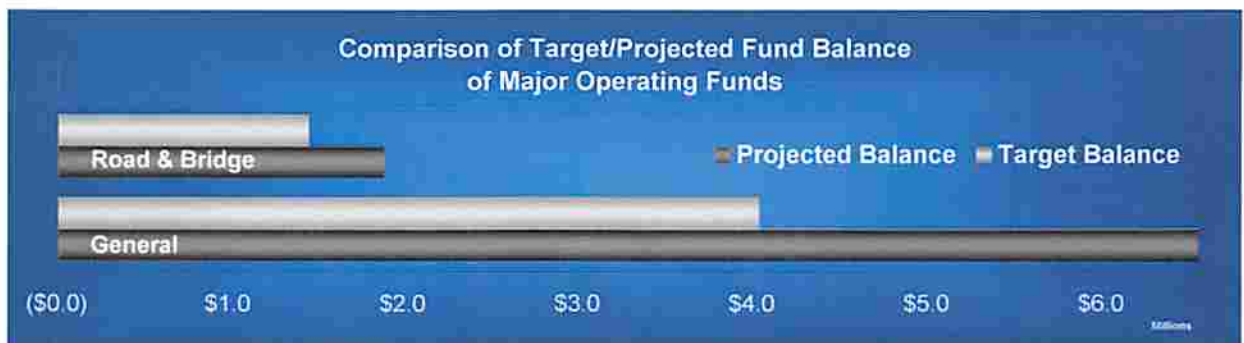 Comparison of Target/Projected Fund Balance
of Major Operating Funds
Road & Bridge
Projected Balance Target Balance
General
($0.0) $1.0 $2.0 $3.0 $4.0 $5.0 $6.0
Millions